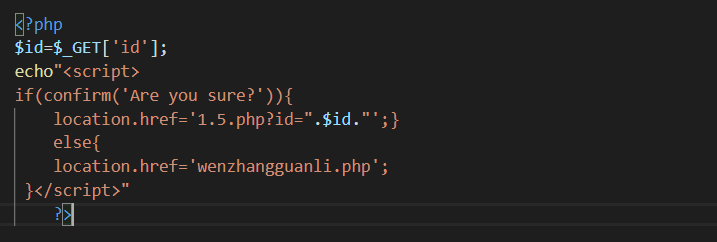 <?php
$id=$_GET['id'];
echo"<script>
if(confirm('Are you sure?')){
location.href='1.5.php?id=".$id."';}
else{
location.href='wenzhangguanli.php';
}</script>"
?>